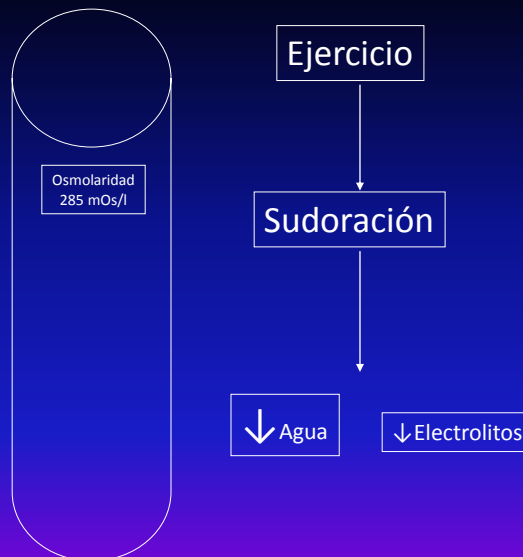 Ejercicio
Osmolaridad
285 mOs/l
Sudoración
↓ Agua
↓ Electrolitos